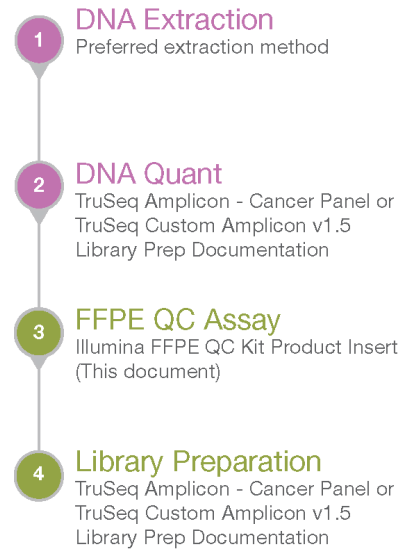 1
DNA Extraction
Preferred extraction method
2
DNA Quant
TruSeq Amplicon - Cancer Panel or
TruSeq Custom Amplicon v1.5
Library Prep Documentation
3
FFPE QC Assay
Illumina FFPE QC Kit Product Insert
(This document)
4
Library Preparation
TruSeq Amplicon - Cancer Panel or
TruSeq Custom Amplicon v1.5
Library Prep Documentation